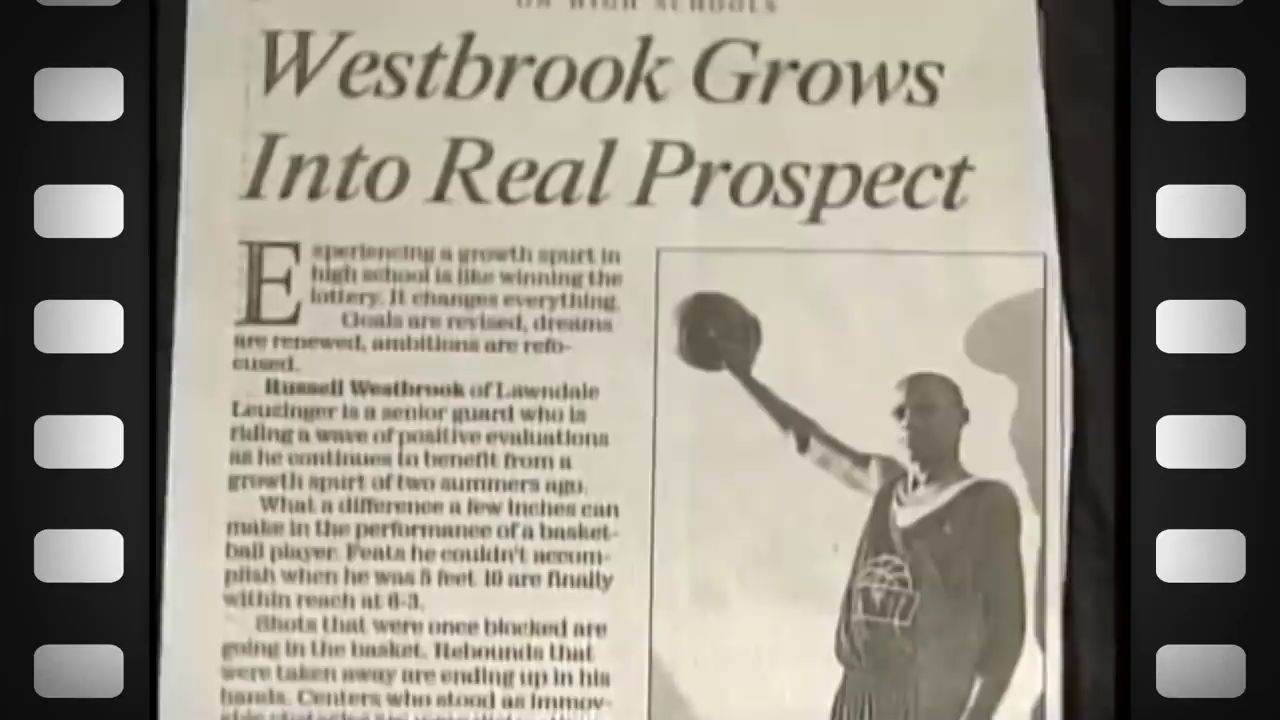 ON HIGH SCHOOLS
Westbrook Grows
Into Real Prospect
Experiencing a growth spurt in
high school is like winning the
lottery. It changes everything.
Goals are revised, dreams
are renewed, ambitions are refo-
cused.
Russell Westbrook of Lawndale
Leuzinger is a senior guard who is
riding a wave of positive evaluations
as he continues to benefit from a
growth spurt of two summers ago.
What a difference a few inches can
make in the performance of a basket-
ball player. Feats he couldn't accom-
plish when he was 5 feet 10 are finally
within reach at 6-3.
Shots that were once blocked are
going in the basket. Rebounds that
were taken away are ending up in his
hands. Centers who stood as immov-